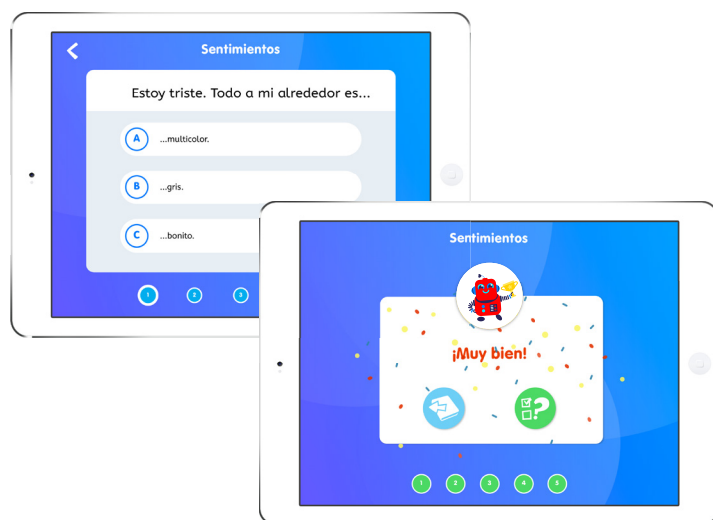 Sentimientos
Estoy triste. Todo a mi alrededor es...
A ...multicolor.
B ...gris.
C ...bonito.
1 2 3
Sentimientos
¡Muy bien!
?
1 2 3 4 5